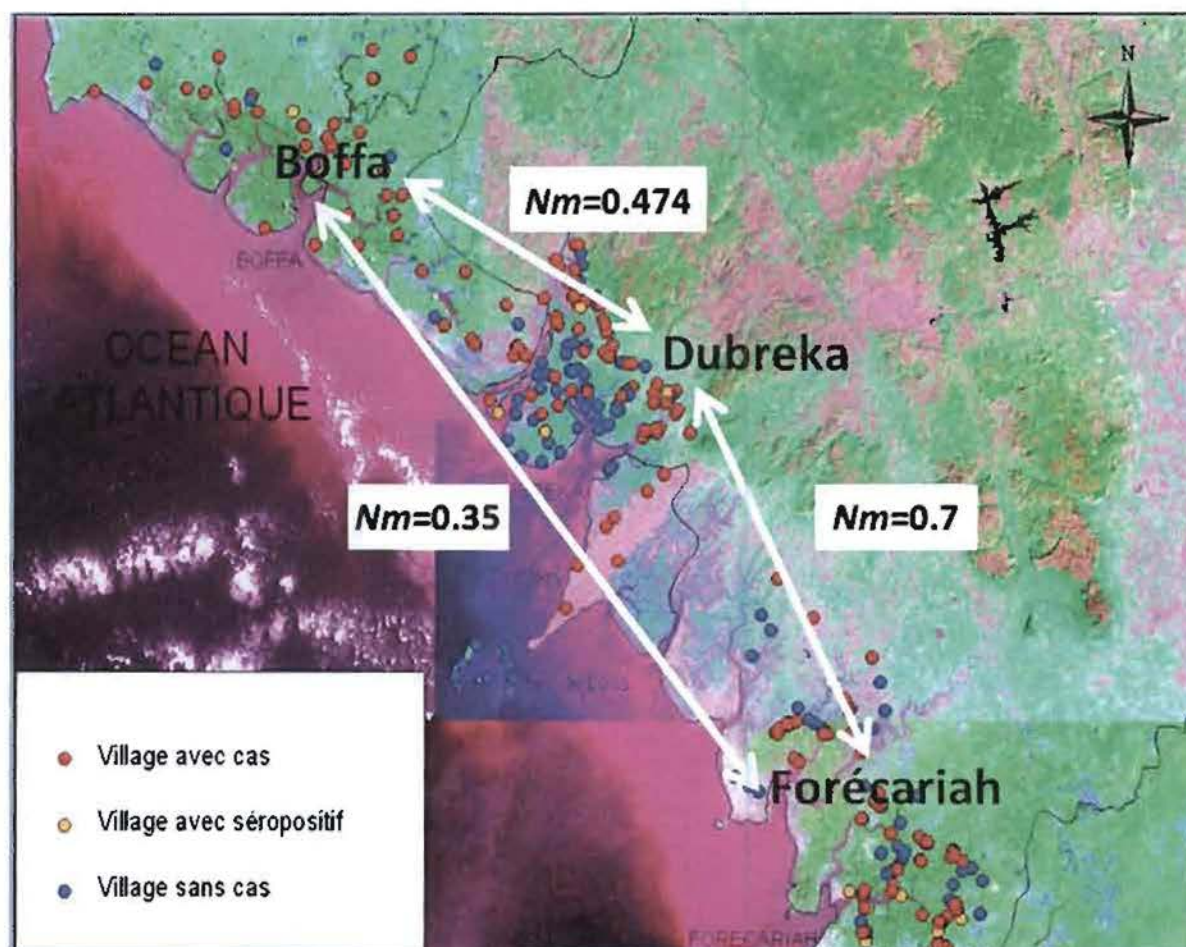 N
Boffa
Nm=0.474
BOFFA
OCEAN
ATLANTIQUE
Dubreka
Nm=0.35
Nm=0.7
Village avec cas
Village avec séropositif
Village sans cas
Forécariah
FORECARIAH